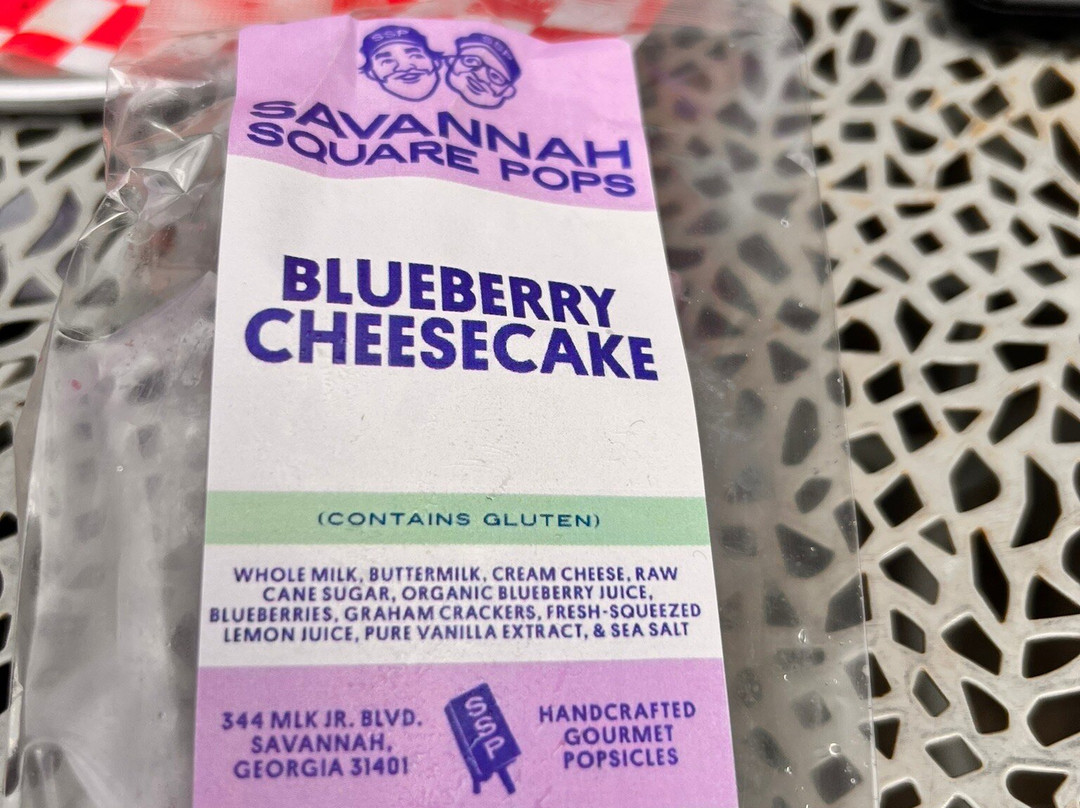 SSP SSP
SAVANNAH
SQUARE POPS
BLUEBERRY
CHEESECAKE
(CONTAINS GLUTEN)
WHOLE MILK, BUTTERMILK, CREAM CHEESE, RAW
CANE SUGAR, ORGANIC BLUEBERRY JUICE,
BLUEBERRIES, GRAHAM CRACKERS, FRESH-SQUEEZED
LEMON JUICE, PURE VANILLA EXTRACT, & SEA SALT
344 MLK JR. BLVD.
SAVANNAH,
GEORGIA 31401
SSP
HANDCRAFTED
GOURMET
POPSICLES